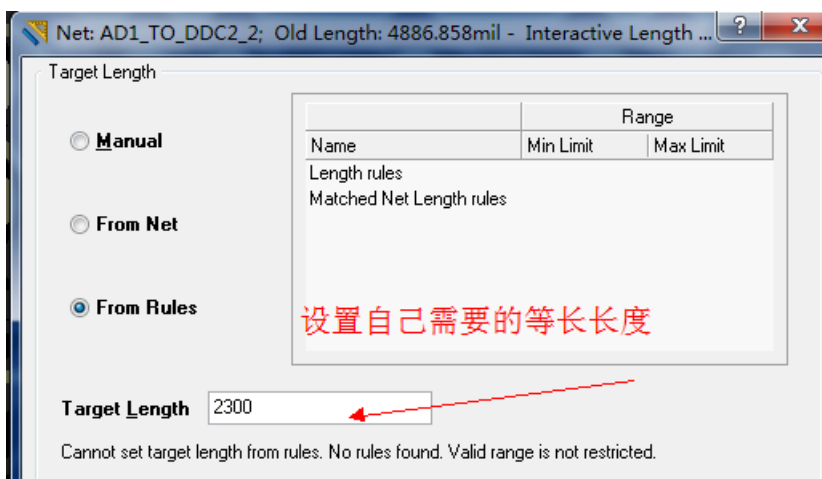 Net: AD1_TO_DDC2_2; Old Length: 4886.858mil - Interactive Length ...
Target Length
Range
Manual
Name Min Limit Max Limit
Length rules
Matched Net Length rules
From Net
From Rules
设置自己需要的等长长度
Target Length 2300
Cannot set target length from rules. No rules found. Valid range is not restricted.